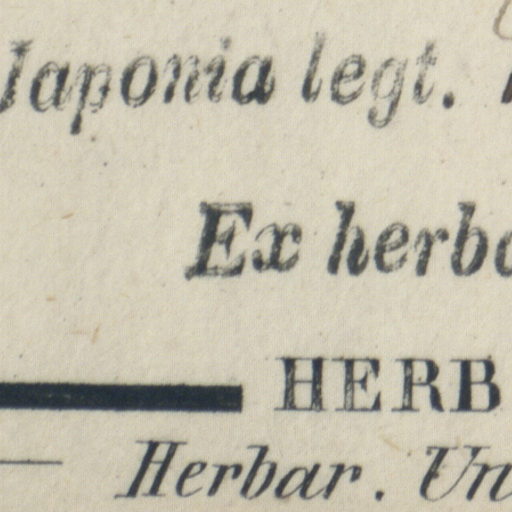 Japonia legt.
Ex herb
HERB
Herbar. Un